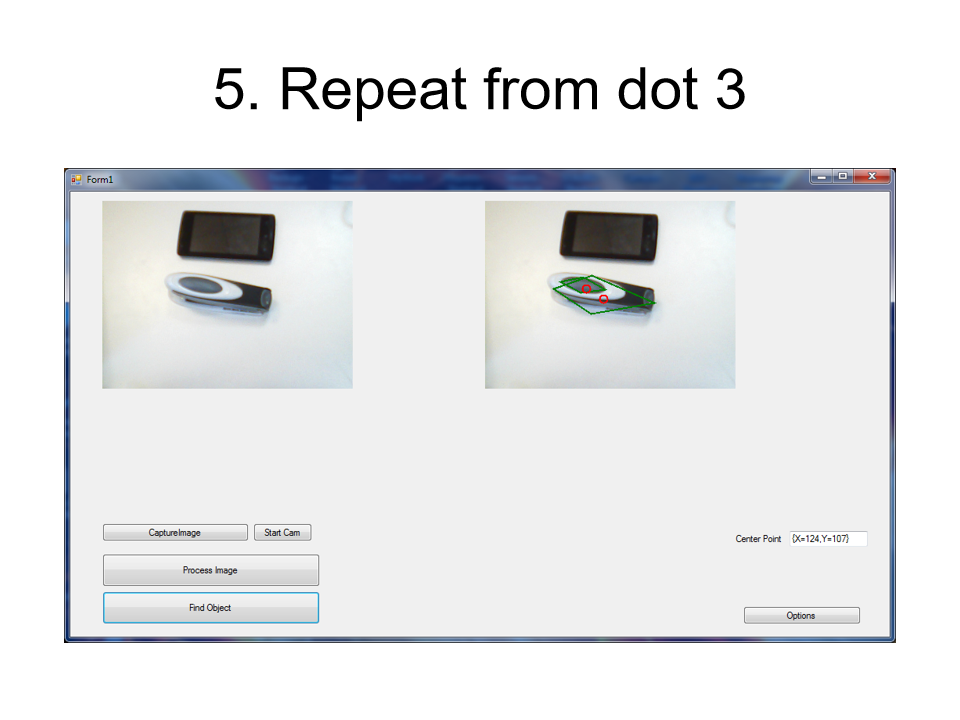 5. Repeat from dot 3
Form1
CaptureImage
Start Cam
Center Point
{X=124,Y=107}
Process Image
Find Object
Options